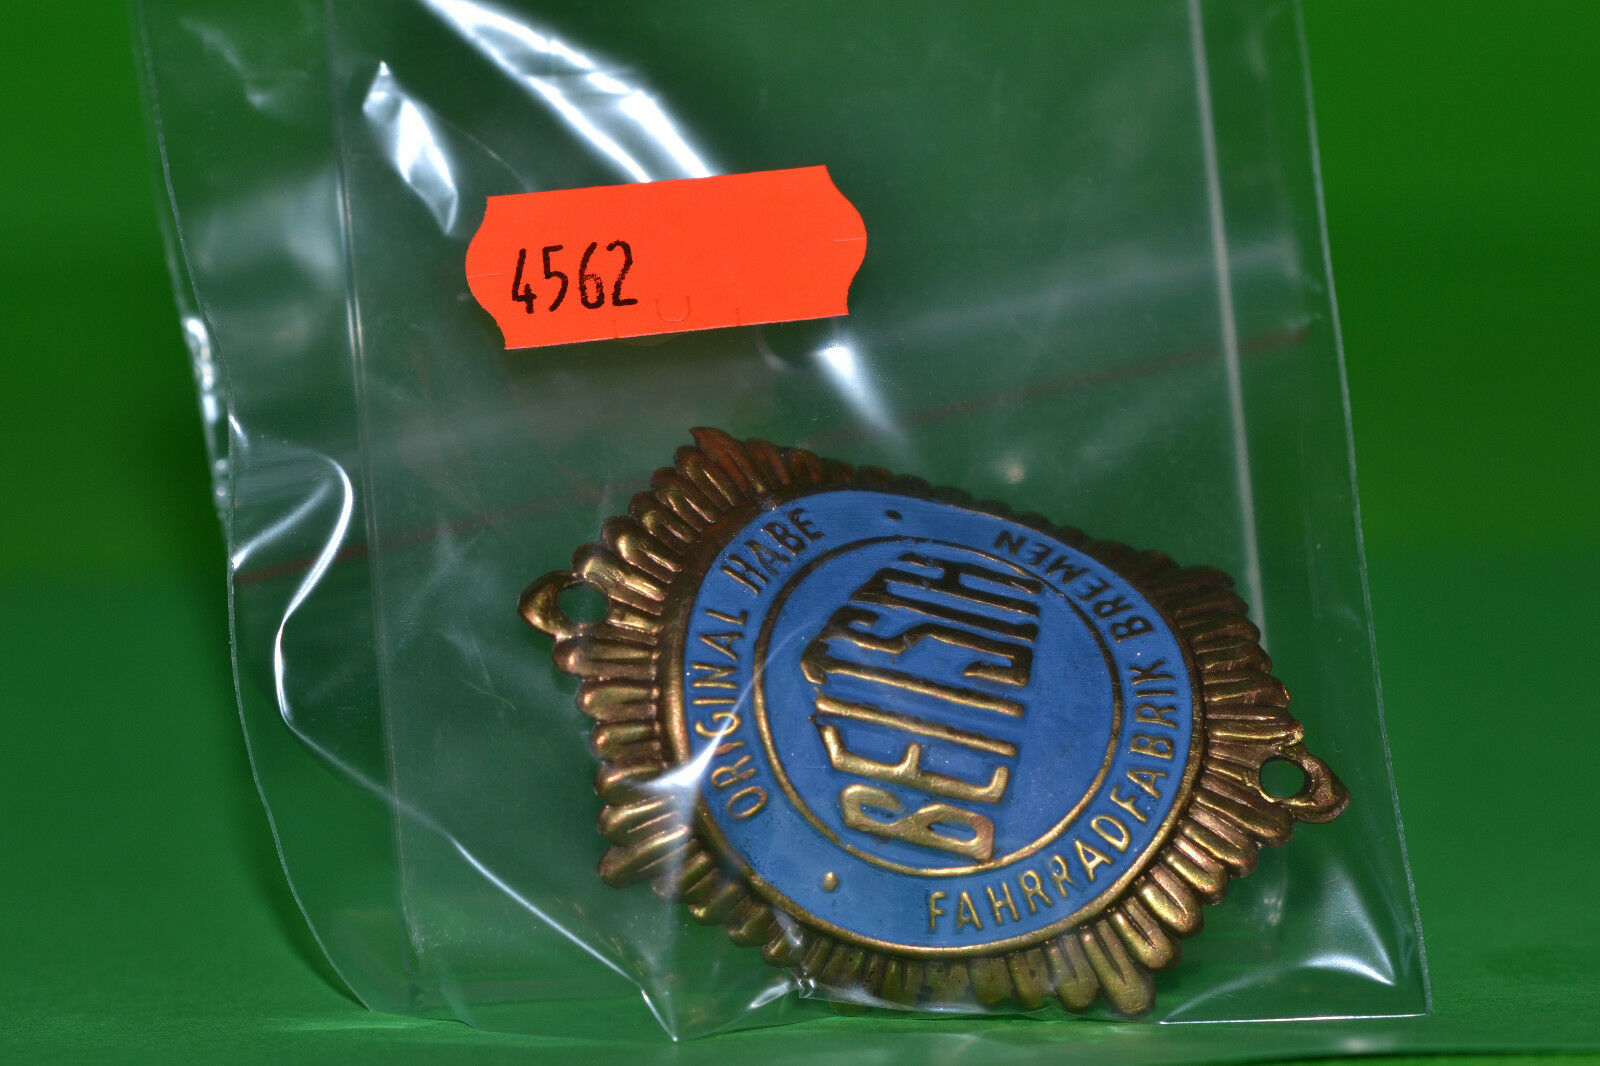 4562
ORIGINAL HABE
BEITSCH
FAHRRADFABRIK BREMEN